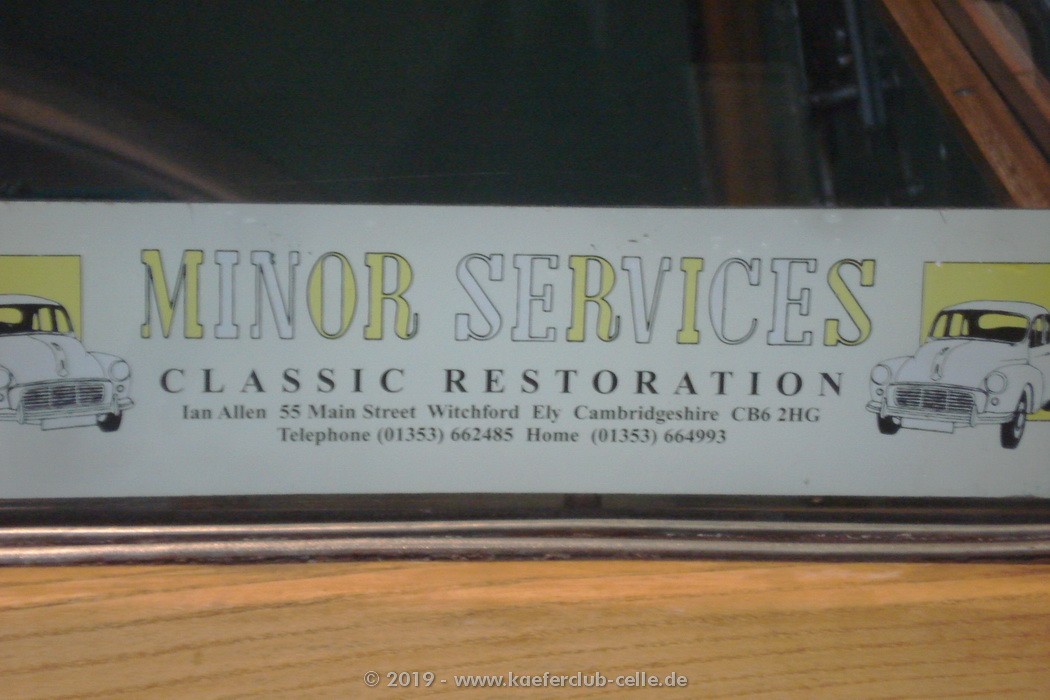 MINOR SERVICES
CLASSIC RESTORATION
Ian Allen 55 Main Street Witchford Ely Cambridgeshire CB6 2HG
Telephone (01353) 662485 Home (01353) 664993
© 2019 - www.kaeferclub-celle.de